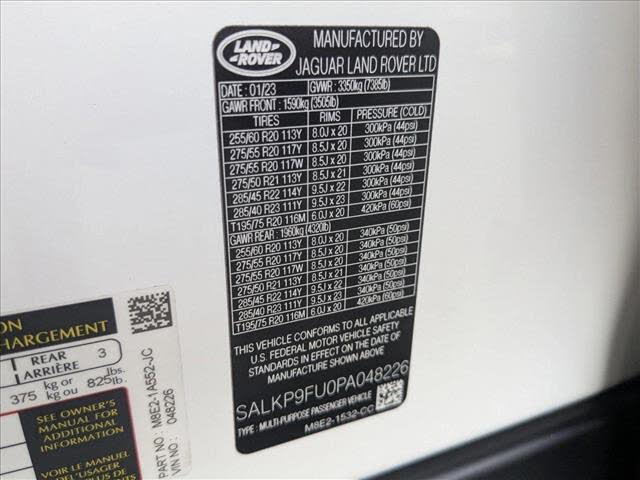 LAND
ROVER
MANUFACTURED BY
JAGUAR LAND ROVER LTD
DATE : 01/23 GVWR : 3350kg (7385lb)
GAWR FRONT : 1590kg (3505lb)
TIRES RIMS PRESSURE (COLD)
255/60 R20 113Y 8.0J x 20 300kPa (44psi)
275/55 R20 117Y 8.5J x 20 300kPa (44psi)
275/55 R20 117W 8.5J x 20 300kPa (44psi)
275/50 R21 113Y 8.5J x 21 300kPa (44psi)
285/45 R22 114Y 9.5J x 22 300kPa (44psi)
285/40 R23 111Y 9.5J x 23 300kPa (44psi)
T195/75 R20 116M 6.0J x 20 420kPa (60psi)
GAWR REAR : 1960kg (4320lb)
255/60 R20 113Y 8.0J x 20 340kPa (50psi)
275/55 R20 117Y 8.5J x 20 340kPa (50psi)
275/55 R20 117W 8.5J x 20 340kPa (50psi)
275/50 R21 113Y 8.5J x 21 340kPa (50psi)
285/45 R22 114Y 9.5J x 22 340kPa (50psi)
285/40 R23 111Y 9.5J x 23 340kPa (50psi)
T195/75 R20 116M 6.0J x 20 420kPa (60psi)
THIS VEHICLE CONFORMS TO ALL APPLICABLE
U.S. FEDERAL MOTOR VEHICLE SAFETY
STANDARDS IN EFFECT ON THE DATE OF
MANUFACTURE SHOWN ABOVE
SALKP9FU0PA048226
TYPE : MULTI-PURPOSE PASSENGER VEHICLE
M8E2-1532-CC
ON
CHARGEMENT
REAR
ARRIÈRE 3
375 kg or
kg ou 825 lb.
lb.
SEE OWNER'S
MANUAL FOR
ADDITIONAL
INFORMATION
VOIR LE MANUEL
DE L'USAGER
PART NO : M8E2-1A552-JC
VIN NO : 048226